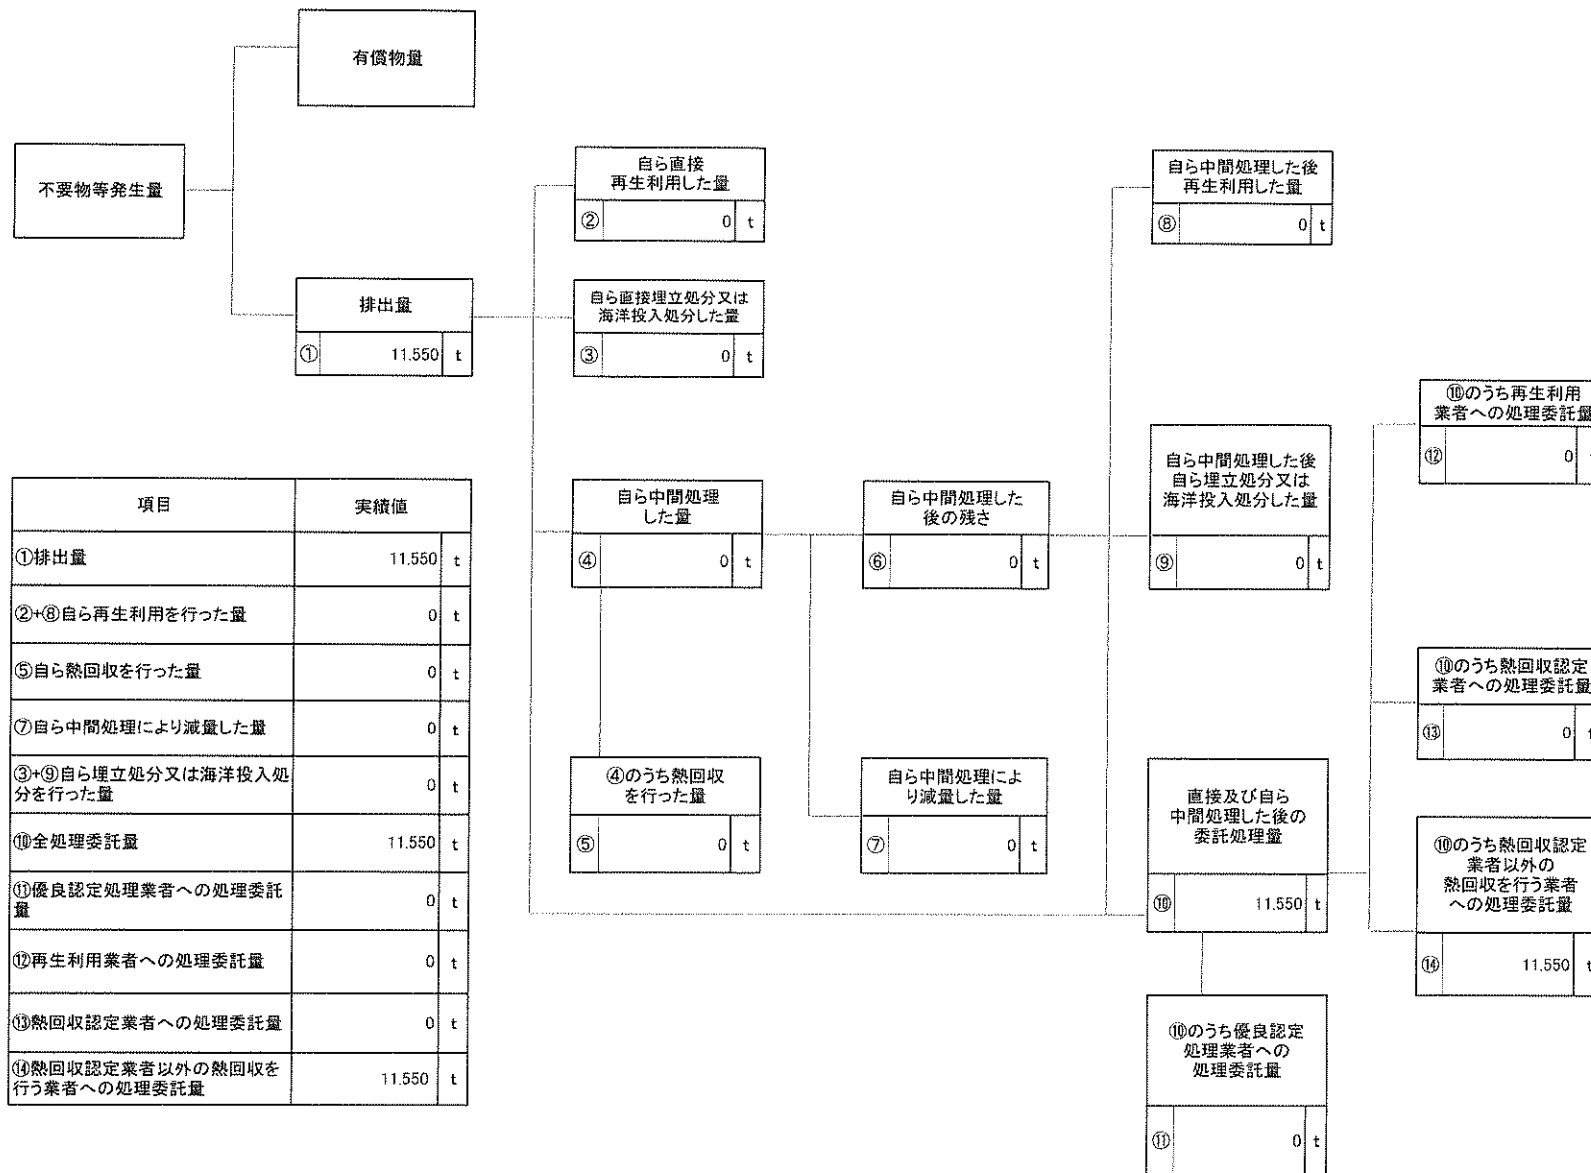 有償物量
不要物等発生量
排出量
① 11.550 t
自ら直接
再生利用した量
② 0 t
自ら直接埋立処分又は
海洋投入処分した量
③ 0 t
自ら中間処理
した量
④ 0 t
④のうち熱回収
を行った量
⑤ 0 t
自ら中間処理した
後の残さ
⑥ 0 t
自ら中間処理によ
り減量した量
⑦ 0 t
自ら中間処理した後
再生利用した量
⑧ 0 t
自ら中間処理した後
自ら埋立処分又は
海洋投入処分した量
⑨ 0 t
直接及び自ら
中間処理した後の
委託処理量
⑩ 11.550 t
⑩のうち優良認定
処理業者への
処理委託量
⑪ 0 t
⑩のうち再生利用
業者への処理委託量
⑫ 0 t
⑩のうち熱回収認定
業者への処理委託量
⑬ 0 t
⑩のうち熱回収認定
業者以外の
熱回収を行う業者
への処理委託量
⑭ 11.550 t
項目 実績値
①排出量 11.550 t
②+⑧自ら再生利用を行った量 0 t
⑤自ら熱回収を行った量 0 t
⑦自ら中間処理により減量した量 0 t
③+⑨自ら埋立処分又は海洋投入処
分を行った量 0 t
⑩全処理委託量 11.550 t
⑪優良認定処理業者への処理委託
量 0 t
⑫再生利用業者への処理委託量 0 t
⑬熱回収認定業者への処理委託量 0 t
⑭熱回収認定業者以外の熱回収を
行う業者への処理委託量 11.550 t